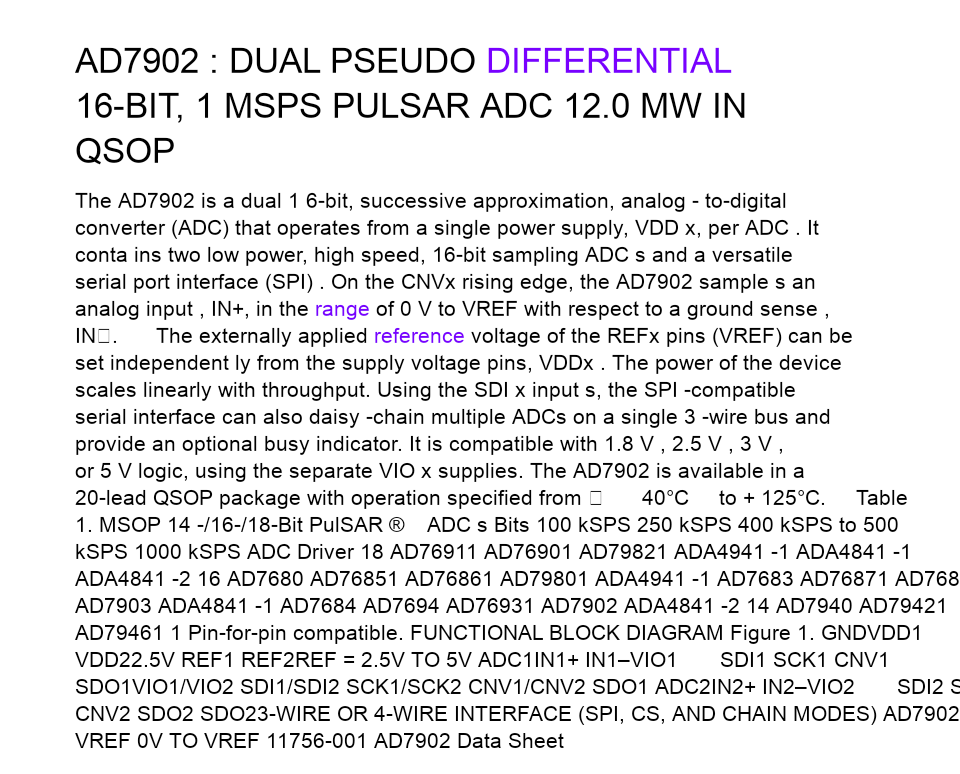 AD7902 : DUAL PSEUDO DIFFERENTIAL
16-BIT, 1 MSPS PULSAR ADC 12.0 MW IN
QSOP
The AD7902 is a dual 1 6-bit, successive approximation, analog - to-digital
converter (ADC) that operates from a single power supply, VDD x, per ADC . It
conta ins two low power, high speed, 16-bit sampling ADC s and a versatile
serial port interface (SPI) . On the CNVx rising edge, the AD7902 sample s an
analog input , IN+, in the range of 0 V to VREF with respect to a ground sense ,
IN□. The externally applied reference voltage of the REFx pins (VREF) can be
set independent ly from the supply voltage pins, VDDx . The power of the device
scales linearly with throughput. Using the SDI x input s, the SPI -compatible
serial interface can also daisy -chain multiple ADCs on a single 3 -wire bus and
provide an optional busy indicator. It is compatible with 1.8 V , 2.5 V , 3 V ,
or 5 V logic, using the separate VIO x supplies. The AD7902 is available in a
20-lead QSOP package with operation specified from □ 40°C to + 125°C. Table
1. MSOP 14 -/16-/18-Bit PulSAR ® ADC s Bits 100 kSPS 250 kSPS 400 kSPS to 500
kSPS 1000 kSPS ADC Driver 18 AD76911 AD76901 AD79821 ADA4941 -1 ADA4841 -1
ADA4841 -2 16 AD7680 AD76851 AD76861 AD79801 ADA4941 -1 AD7683 AD76871 AD768
AD7903 ADA4841 -1 AD7684 AD7694 AD76931 AD7902 ADA4841 -2 14 AD7940 AD79421
AD79461 1 Pin-for-pin compatible. FUNCTIONAL BLOCK DIAGRAM Figure 1. GNDVDD1
VDD22.5V REF1 REF2REF = 2.5V TO 5V ADC1IN1+ IN1–VIO1 SDI1 SCK1 CNV1
SDO1VIO1/VIO2 SDI1/SDI2 SCK1/SCK2 CNV1/CNV2 SDO1 ADC2IN2+ IN2–VIO2 SDI2 S
CNV2 SDO2 SDO23-WIRE OR 4-WIRE INTERFACE (SPI, CS, AND CHAIN MODES) AD7902
VREF 0V TO VREF 11756-001 AD7902 Data Sheet